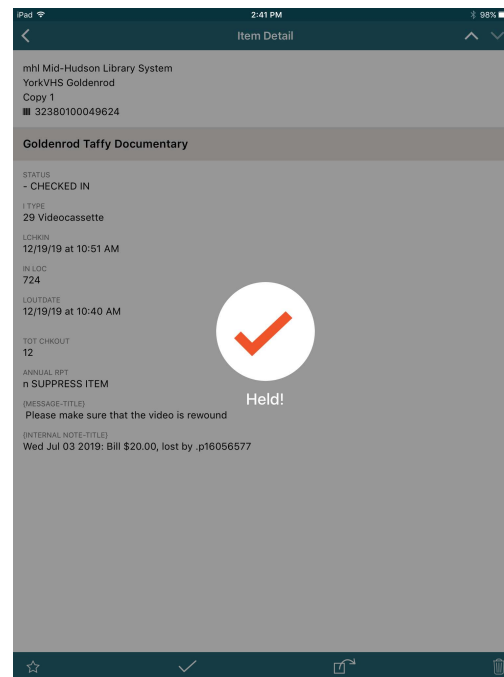 iPad 2:41 PM 98%
Item Detail
mhl Mid-Hudson Library System
YorkVHS Goldenrod
Copy 1
32380100049624
Goldenrod Taffy Documentary
STATUS
- CHECKED IN
I TYPE
29 Videocassette
LCHKIN
12/19/19 at 10:51 AM
IN LOC
724
LOUTDATE
12/19/19 at 10:40 AM
TOT CHKOUT
12
ANNUAL RPT
n SUPPRESS ITEM
Held!
(MESSAGE-TITLE)
Please make sure that the video is rewound
(INTERNAL NOTE-TITLE)
Wed Jul 03 2019: Bill $20.00, lost by .p16056577